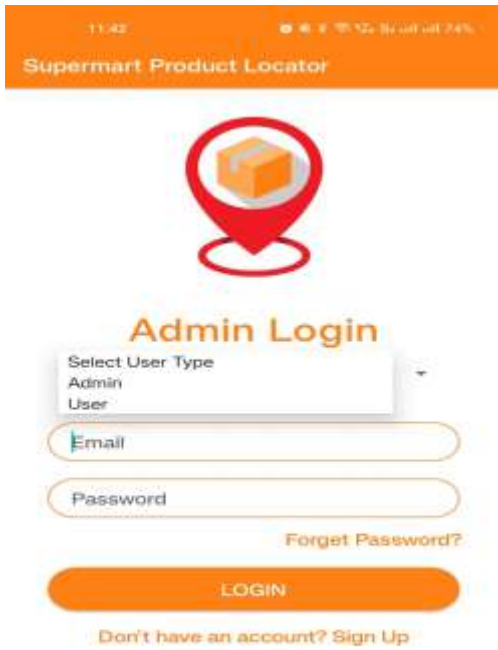 11:42
74%
Supermart Product Locator
Admin Login
Select User Type
Admin
User
Email
Password
Forget Password?
LOGIN
Don't have an account? Sign Up